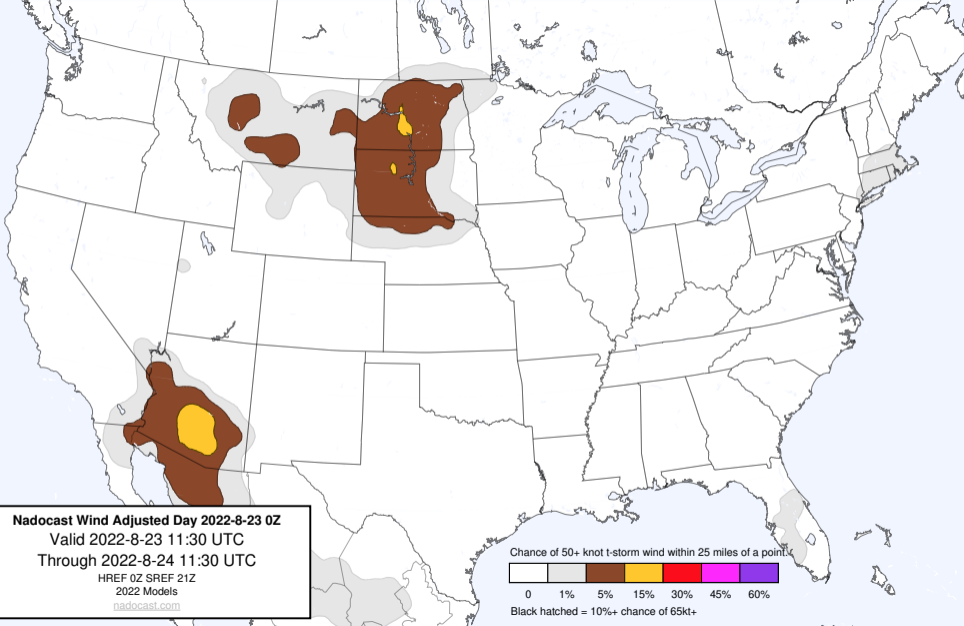 Nadocast Wind Adjusted Day 2022-8-23 0Z
Valid 2022-8-23 11:30 UTC
Through 2022-8-24 11:30 UTC
HREF 0Z SREF 21Z
2022 Models
nadocast.com
Chance of 50+ knot t-storm wind within 25 miles of a point.
0 1% 5% 15% 30% 45% 60%
Black hatched = 10%+ chance of 65kt+